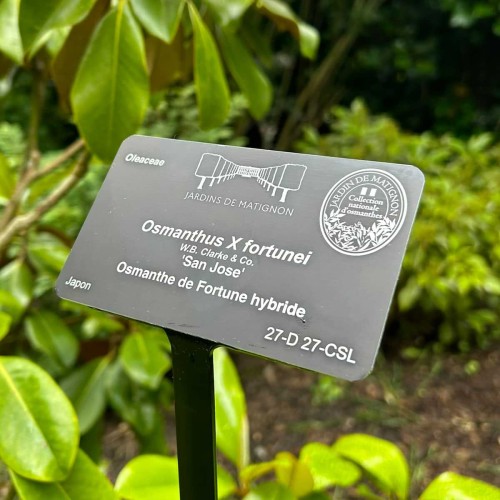 Oleaceae
JARDINS DE MATIGNON
JARDIN DE MATIGNON
Collection
nationale
d'osmanthes
Osmanthus X fortunei
W.B. Clarke & Co.
'San Jose'
Osmanthe de Fortune hybride
Japon
27-D 27-CSL